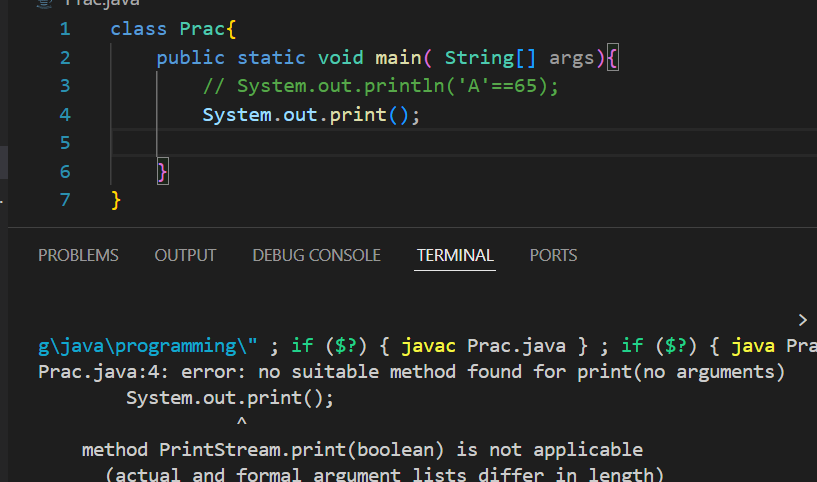 Prac.java
1 class Prac{
2 public static void main( String[] args){
3 // System.out.println('A'==65);
4 System.out.print();
5
6 }
7 }
PROBLEMS OUTPUT DEBUG CONSOLE TERMINAL PORTS
g\java\programming\" ; if ($?) { javac Prac.java } ; if ($?) { java Pra
Prac.java:4: error: no suitable method found for print(no arguments)
System.out.print();
^
method PrintStream.print(boolean) is not applicable
(actual and formal argument lists differ in length)